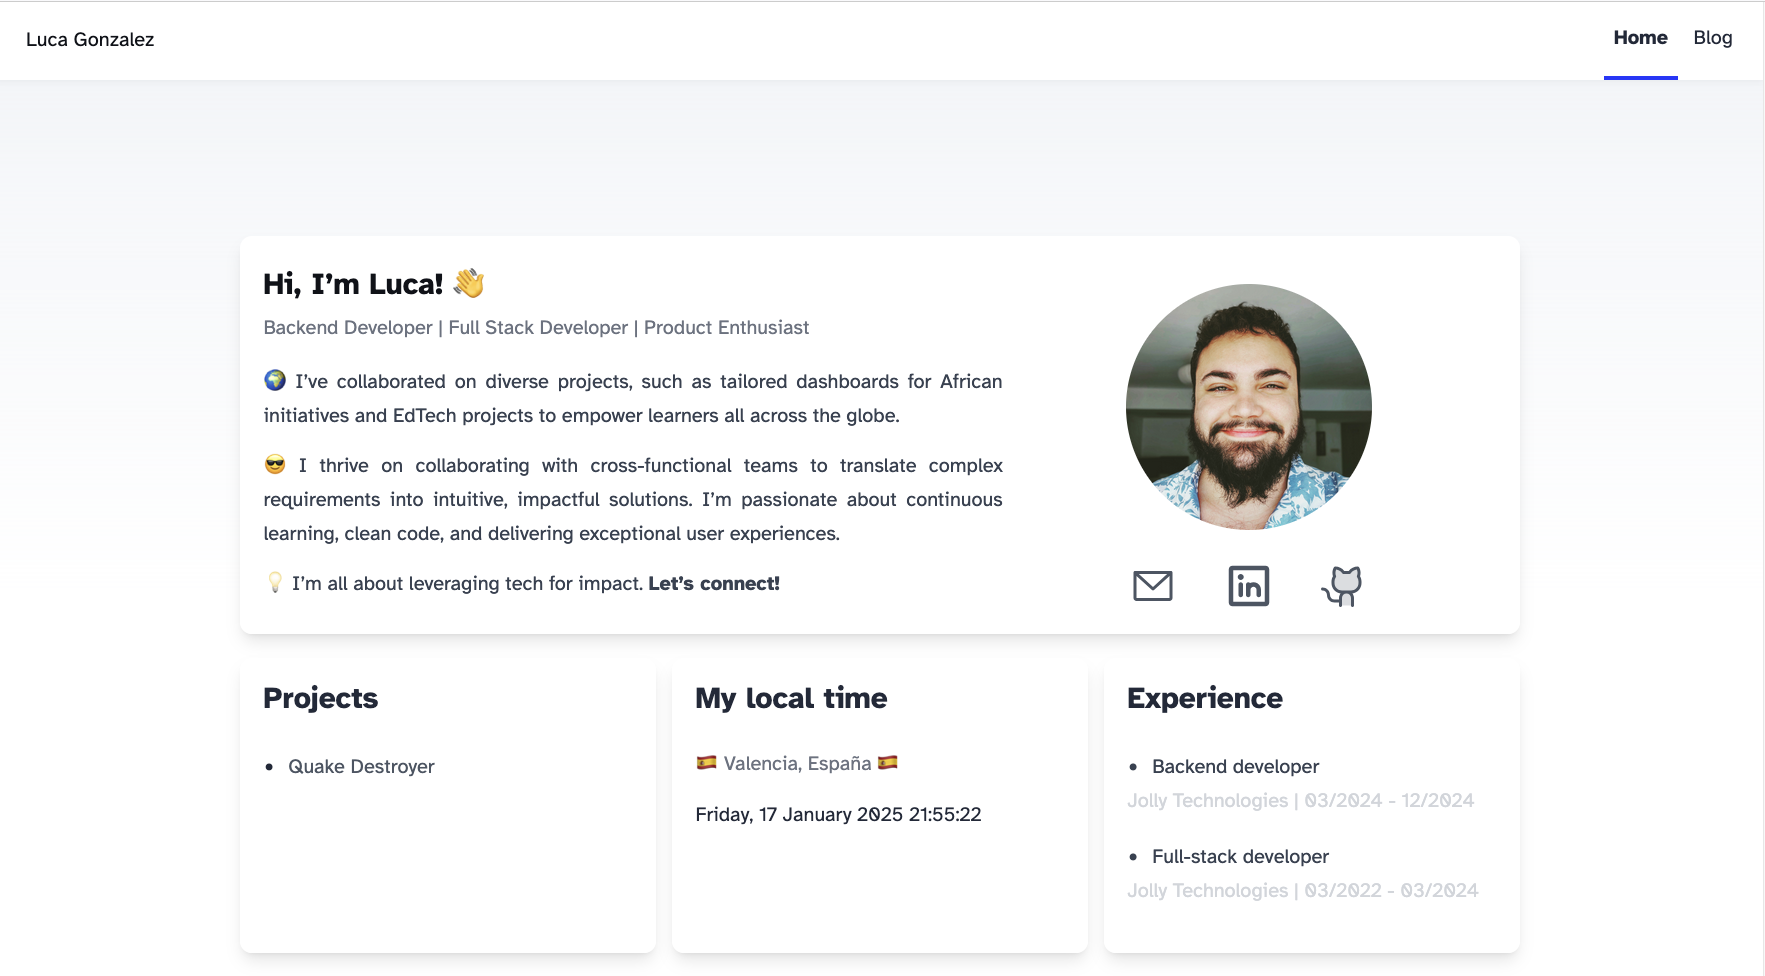 Luca Gonzalez
Home
Blog
Hi, I’m Luca! 👋
Backend Developer | Full Stack Developer | Product Enthusiast
🌍 I’ve collaborated on diverse projects, such as tailored dashboards for African
initiatives and EdTech projects to empower learners all across the globe.
😎 I thrive on collaborating with cross-functional teams to translate complex
requirements into intuitive, impactful solutions. I’m passionate about continuous
learning, clean code, and delivering exceptional user experiences.
💡 I’m all about leveraging tech for impact. Let’s connect!
in
Projects
• Quake Destroyer
My local time
🇪🇸 Valencia, España 🇪🇸
Friday, 17 January 2025 21:55:22
Experience
• Backend developer
Jolly Technologies | 03/2024 - 12/2024
• Full-stack developer
Jolly Technologies | 03/2022 - 03/2024